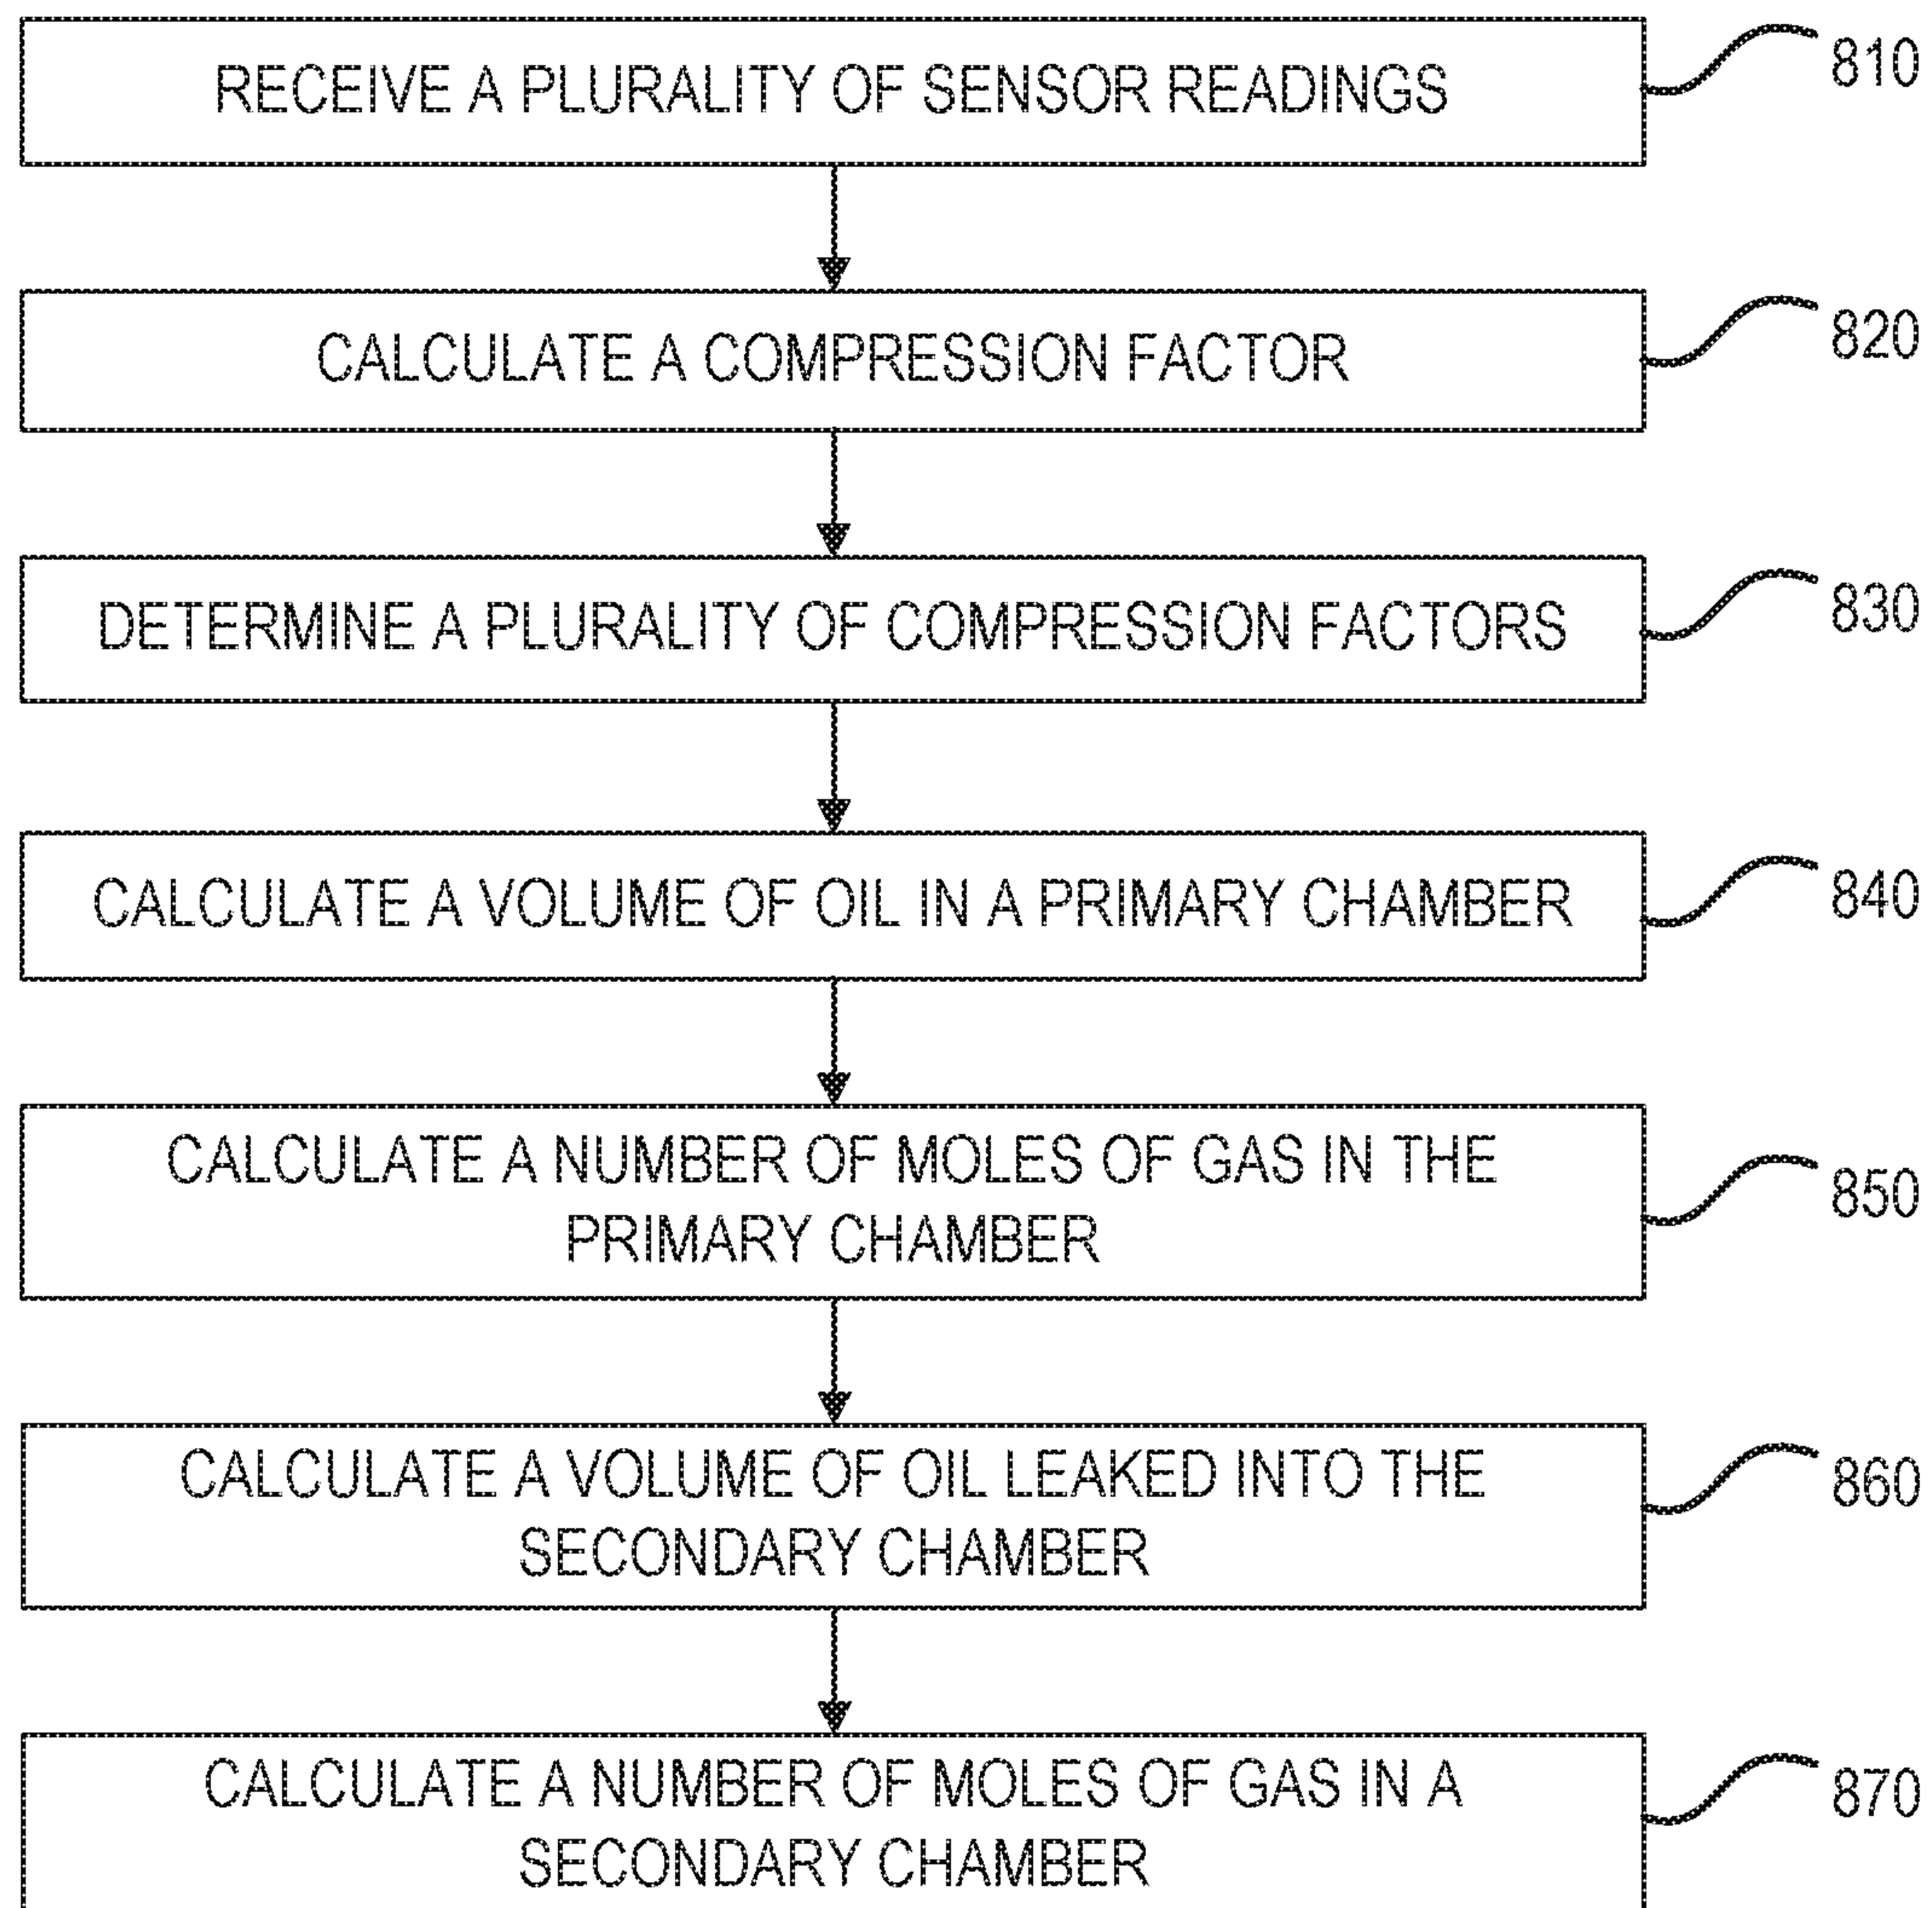 RECEIVE A PLURALITY OF SENSOR READINGS
810
CALCULATE A COMPRESSION FACTOR
820
DETERMINE A PLURALITY OF COMPRESSION FACTORS
830
CALCULATE A VOLUME OF OIL IN A PRIMARY CHAMBER
840
CALCULATE A NUMBER OF MOLES OF GAS IN THE
PRIMARY CHAMBER
850
CALCULATE A VOLUME OF OIL LEAKED INTO THE
SECONDARY CHAMBER
860
CALCULATE A NUMBER OF MOLES OF GAS IN A
SECONDARY CHAMBER
870